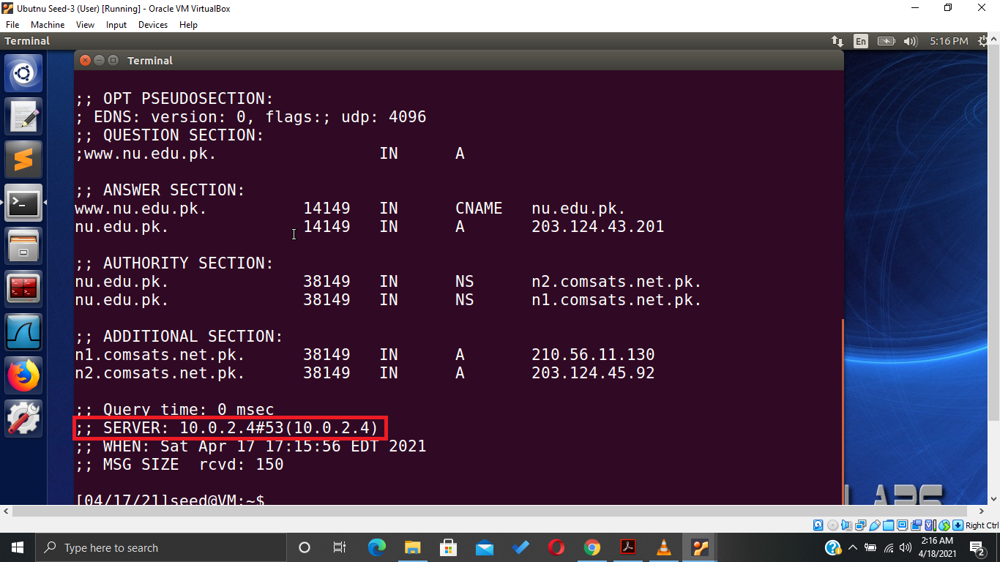 Ubutnu Seed-3 (User) [Running] - Oracle VM VirtualBox
File Machine View Input Devices Help
Terminal En 5:16 PM
Terminal
;; OPT PSEUDOSECTION:
; EDNS: version: 0, flags:; udp: 4096
;; QUESTION SECTION:
;www.nu.edu.pk. IN A
;; ANSWER SECTION:
www.nu.edu.pk. 14149 IN CNAME nu.edu.pk.
nu.edu.pk. 14149 IN A 203.124.43.201
;; AUTHORITY SECTION:
nu.edu.pk. 38149 IN NS n2.comsats.net.pk.
nu.edu.pk. 38149 IN NS n1.comsats.net.pk.
;; ADDITIONAL SECTION:
n1.comsats.net.pk. 38149 IN A 210.56.11.130
n2.comsats.net.pk. 38149 IN A 203.124.45.92
;; Query time: 0 msec
;; SERVER: 10.0.2.4#53(10.0.2.4)
;; WHEN: Sat Apr 17 17:15:56 EDT 2021
;; MSG SIZE rcvd: 150
[04/17/21]seed@VM:~$
Right Ctrl
Type here to search
2:16 AM
4/18/2021
2